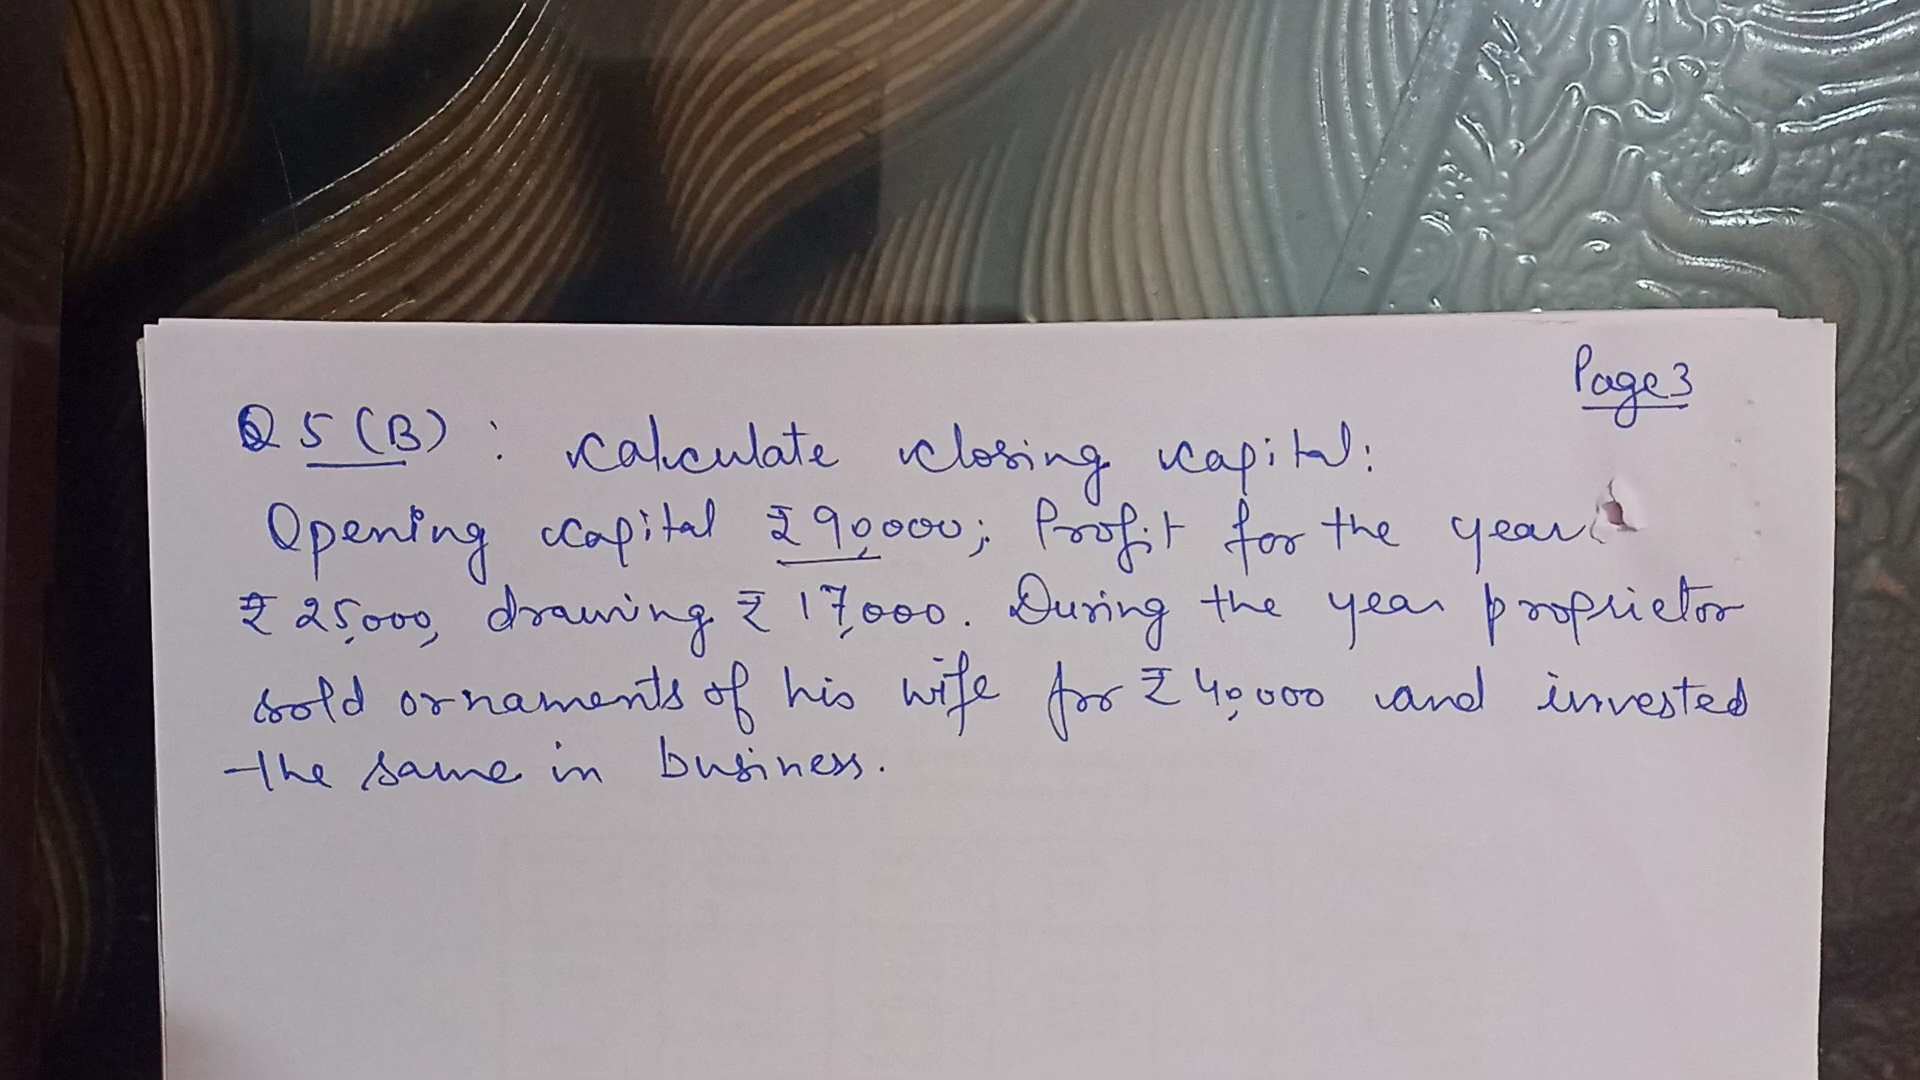 Page 3
Q 5 (B) : Calculate closing capital:
Opening capital ₹ 90,000; Profit for the year
₹ 25,000, drawing ₹ 17,000. During the year proprietor
sold ornaments of his wife for ₹ 40,000 and invested
the same in business.